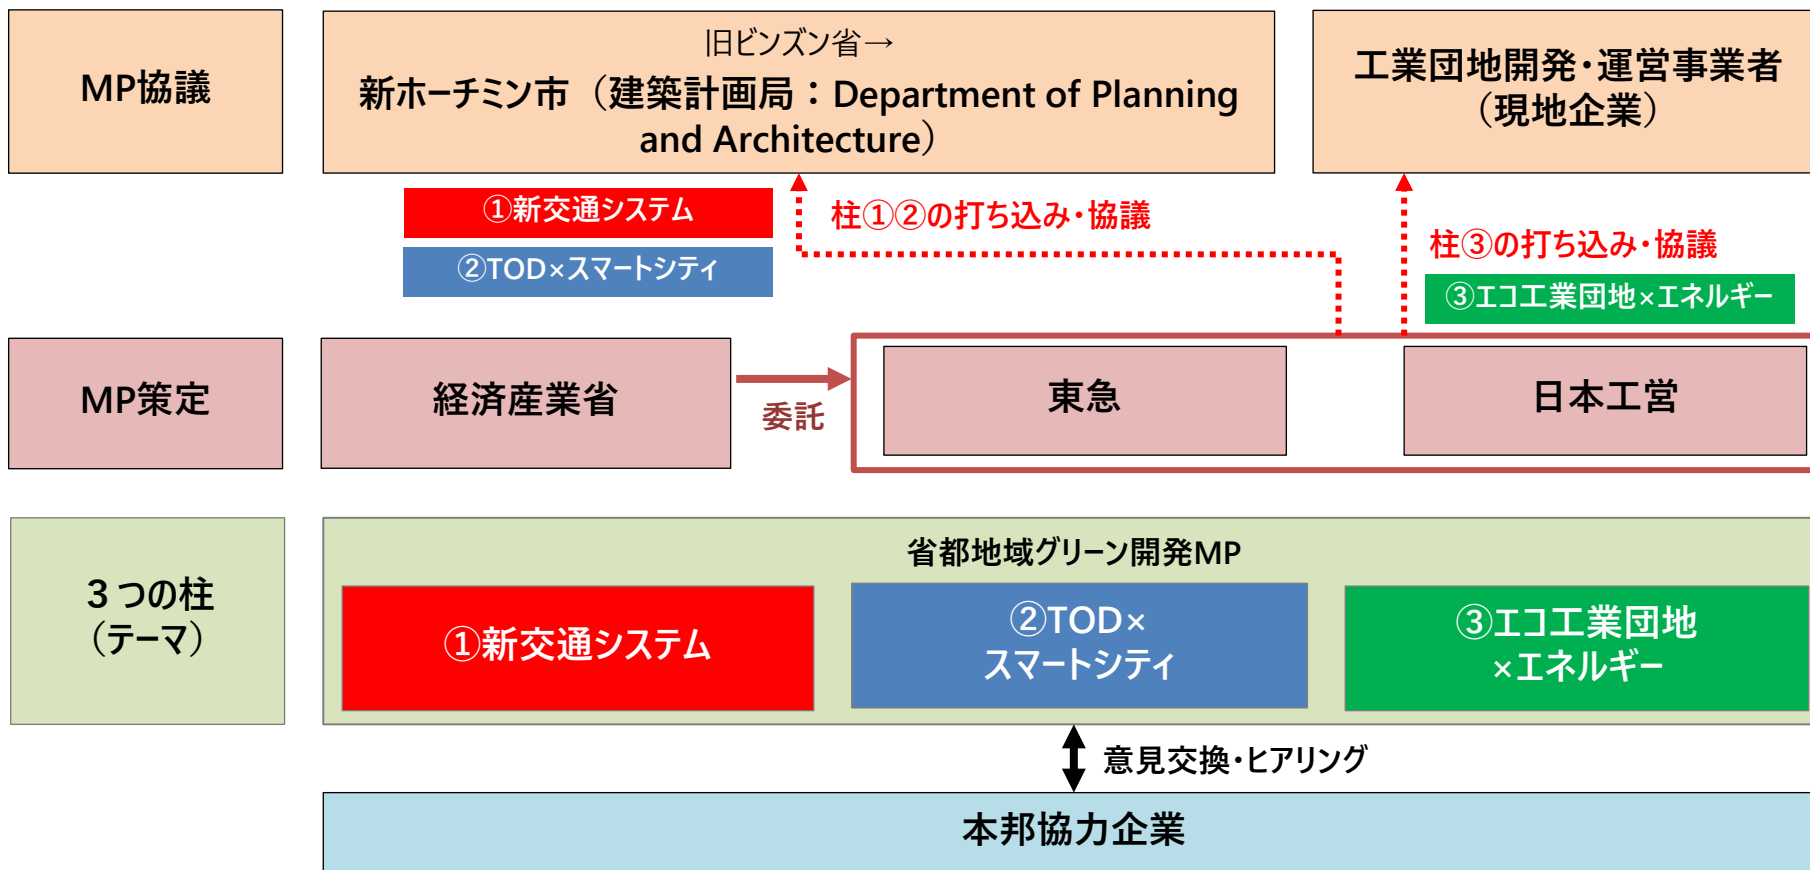 MP協議
旧ビンズン省→
新ホーチミン市（建築計画局：Department of Planning
and Architecture）
工業団地開発・運営事業者
（現地企業）
①新交通システム
②TOD×スマートシティ
柱①②の打ち込み・協議
柱③の打ち込み・協議
③エコ工業団地×エネルギー
MP策定
経済産業省
委託
東急
日本工営
３つの柱
（テーマ）
省都地域グリーン開発MP
①新交通システム
②TOD×
スマートシティ
③エコ工業団地
×エネルギー
意見交換・ヒアリング
本邦協力企業